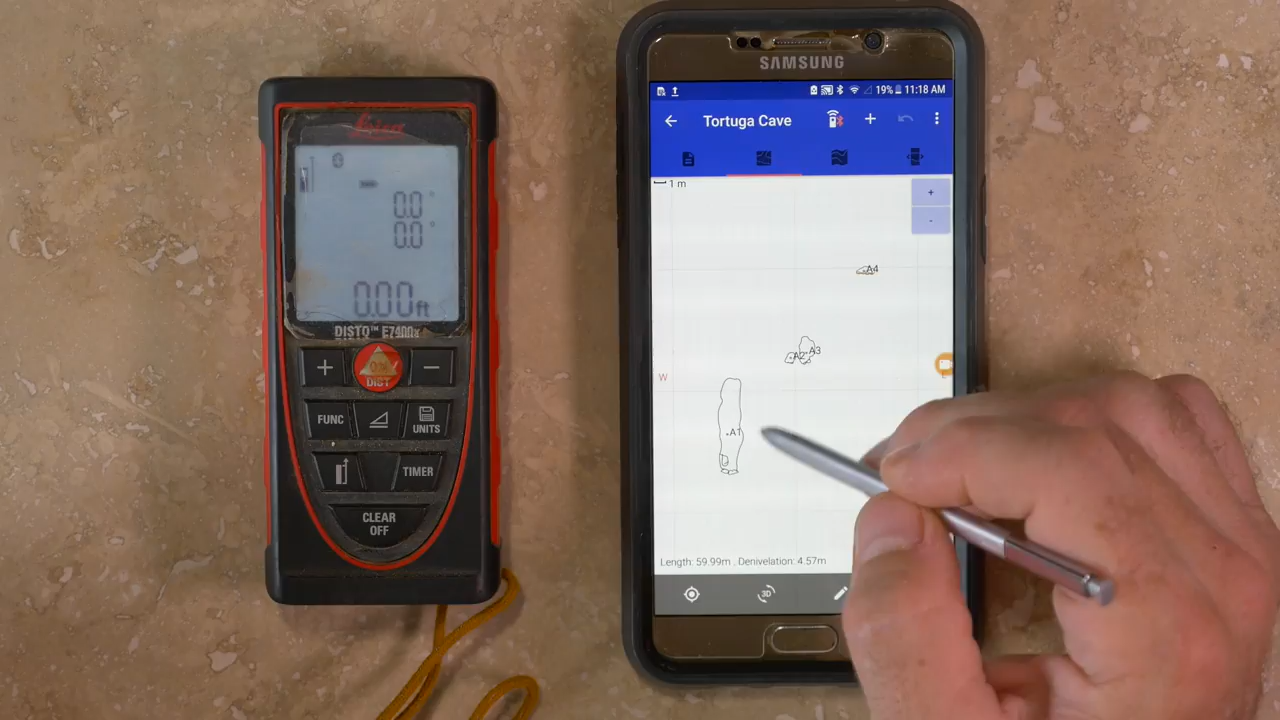 Leica
0.0°
0.0°
0.00ft
DISTO™ E7400x
+
DIST
−
FUNC
UNITS
TIMER
CLEAR
OFF
SAMSUNG
19% 11:18 AM
Tortuga Cave
+
1 m
+
-
A4
A2 A3
W
A1
Length: 59.99m , Denivelation: 4.57m
3D